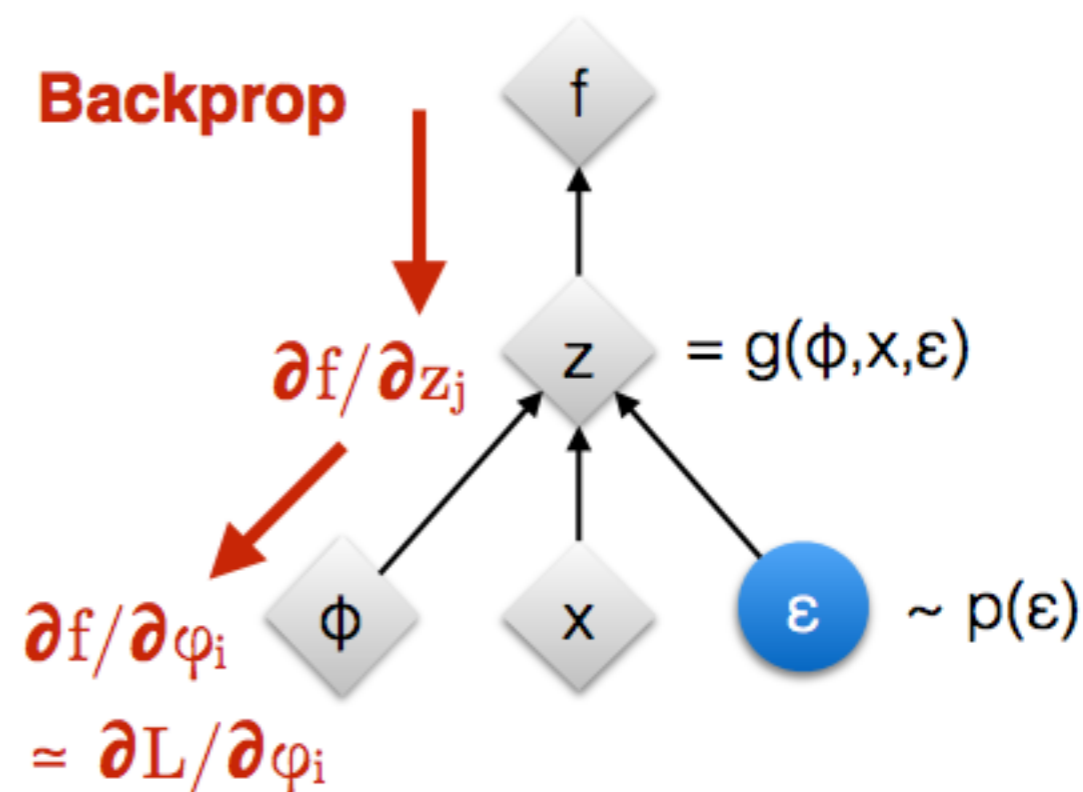 f
Backprop
∂f/∂zⱼ
z = g(ϕ,x,ε)
∂f/∂φᵢ
ϕ
x
ε ~ p(ε)
≃ ∂L/∂φᵢ